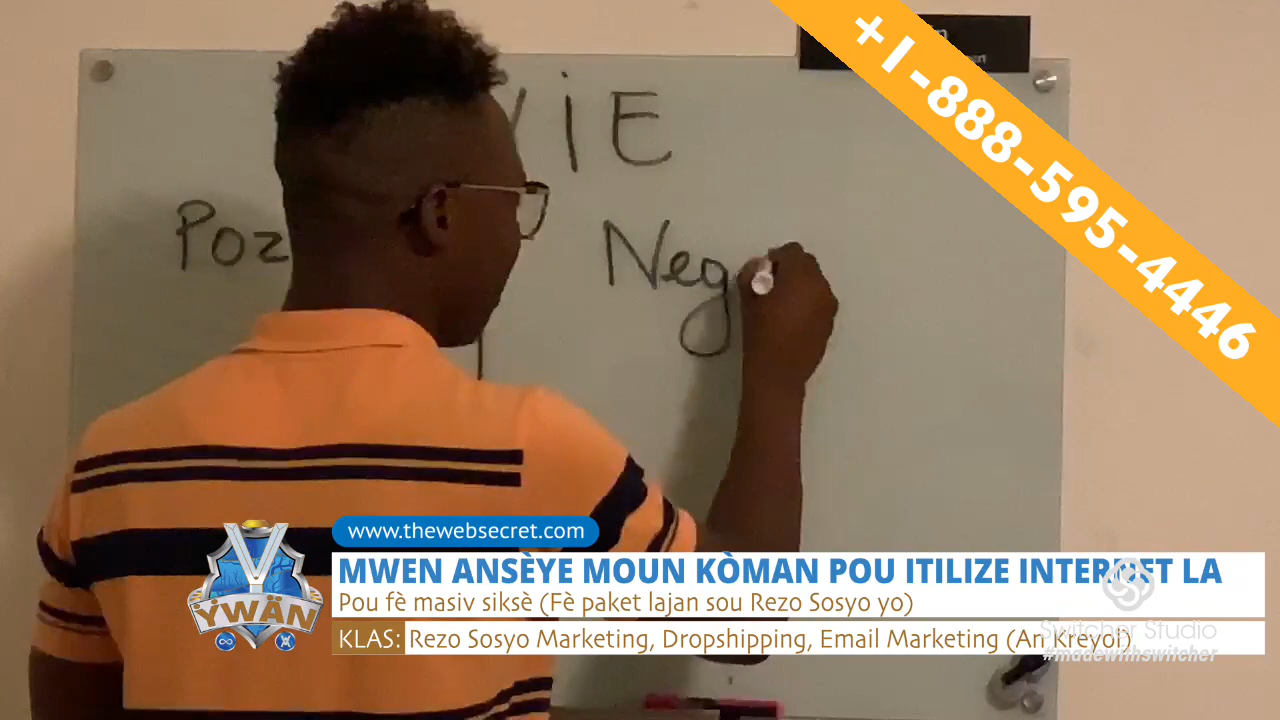 +1-888-595-4446
ViE
Poz
Neg
www.thewebsecret.com
MWEN ANSÈYE MOUN KÒMAN POU ITILIZE INTERNET LA
Pou fè masiv siksè (Fè paket lajan sou Rezo Sosyo yo)
KLAS: Rezo Sosyo Marketing, Dropshipping, Email Marketing (An Kreyol)
ÝWÄN
Switcher Studio
#madewithswitcher